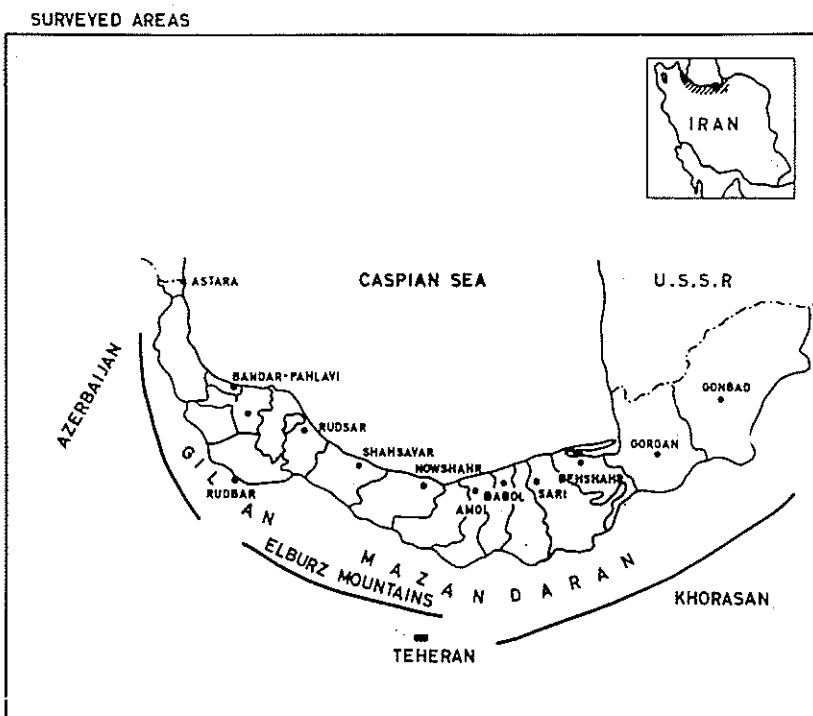 SURVEYED AREAS
IRAN
ASTARA
CASPIAN SEA
U.S.S.R
AZERBAIJAN
BANDAR-PAHLAVI
GONBAD
RUDSAR
GORGAN
SHAHSAVAR
NOWSHAHR
BEHSHAHR
GILAN
RUDBAR
AMOL
BABOL
SARI
ELBURZ MOUNTAINS
MAZANDARAN
KHORASAN
TEHERAN